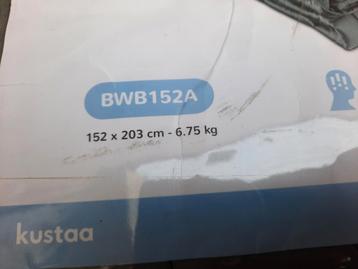 BWB152A
152 x 203 cm - 6.75 kg
kustaa